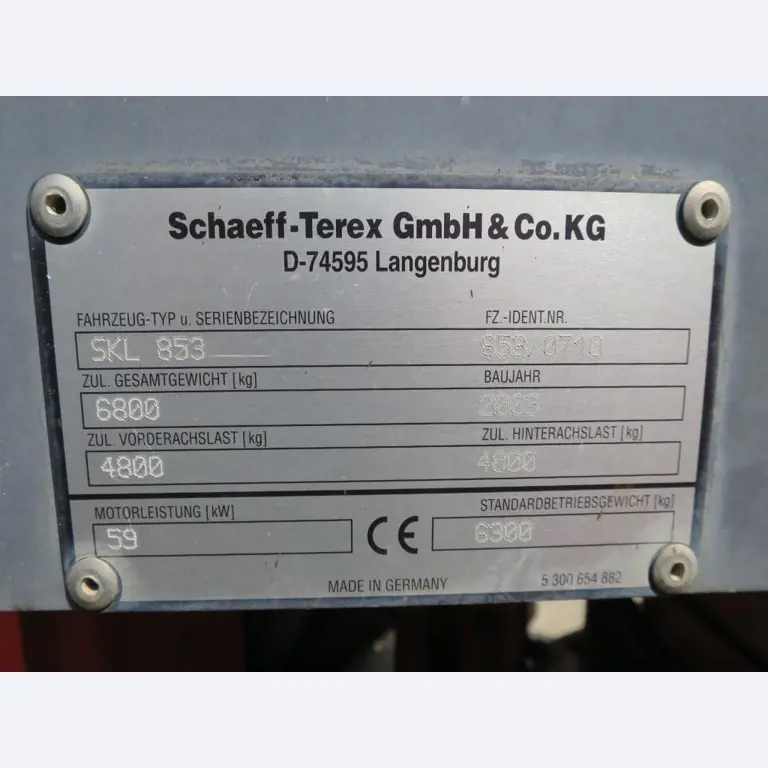 Schaeff-Terex GmbH & Co. KG
D-74595 Langenburg
FAHRZEUG-TYP u. SERIENBEZEICHNUNG FZ.-IDENT.NR.
SKL 853 853.0710
ZUL. GESAMTGEWICHT [kg] BAUJAHR
6800 2003
ZUL. VORDERACHSLAST [kg] ZUL. HINTERACHSLAST [kg]
4800 4800
MOTORLEISTUNG [kW] STANDARDBETRIEBSGEWICHT [kg]
59 CE 6300
MADE IN GERMANY 5 300 654 882